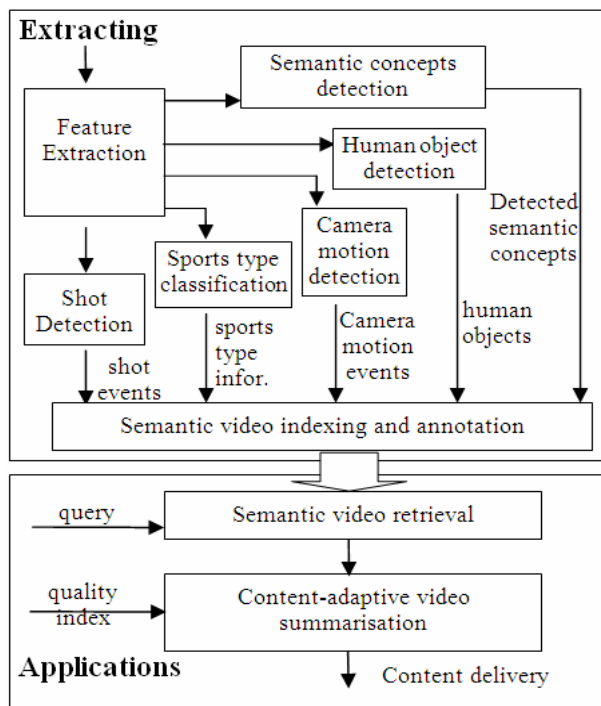 Extracting
Semantic concepts
detection
Feature
Extraction
Human object
detection
Detected
semantic
concepts
Camera
motion
detection
Sports type
classification
Shot
Detection
human
objects
Camera
motion
events
sports
type
infor.
shot
events
Semantic video indexing and annotation
query
Semantic video retrieval
quality
index
Content-adaptive video
summarisation
Applications
Content delivery